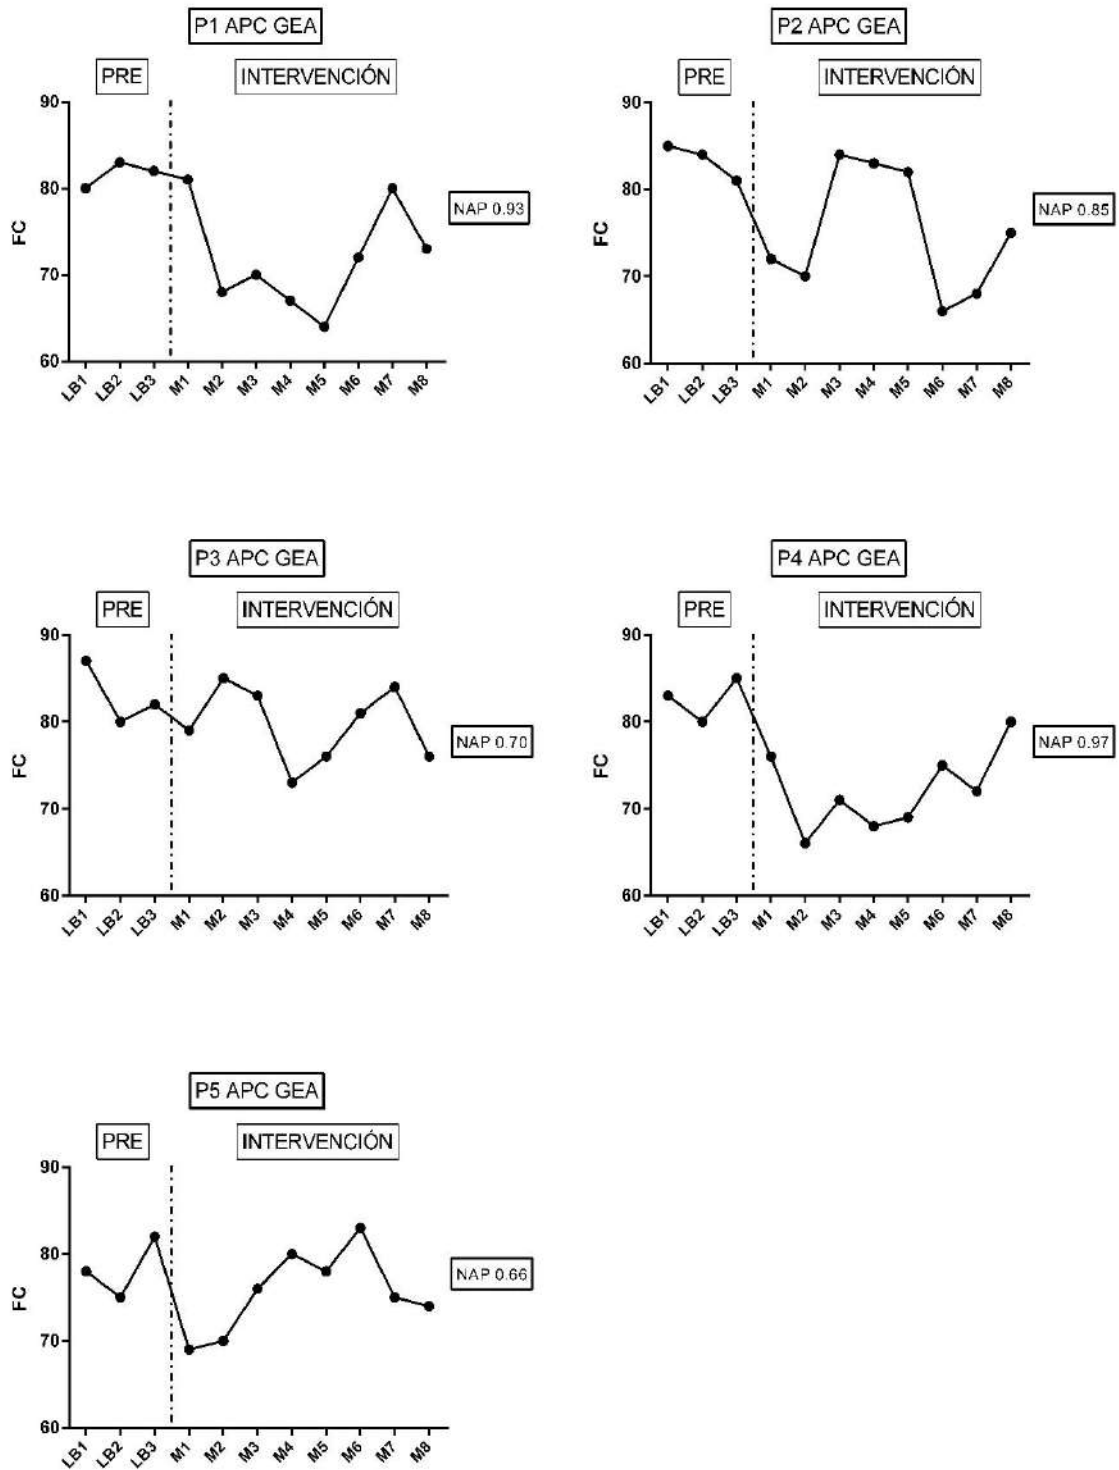 P1 APC GEA
PRE
INTERVENCIÓN
90
80
70
60
FC
NAP 0.93
LB1
LB2
LB3
M1
M2
M3
M4
M5
M6
M7
M8
P2 APC GEA
PRE
INTERVENCIÓN
90
80
70
60
FC
NAP 0.85
LB1
LB2
LB3
M1
M2
M3
M4
M5
M6
M7
M8
P3 APC GEA
PRE
INTERVENCIÓN
90
80
70
60
FC
NAP 0.70
LB1
LB2
LB3
M1
M2
M3
M4
M5
M6
M7
M8
P4 APC GEA
PRE
INTERVENCIÓN
90
80
70
60
FC
NAP 0.97
LB1
LB2
LB3
M1
M2
M3
M4
M5
M6
M7
M8
P5 APC GEA
PRE
INTERVENCIÓN
90
80
70
60
FC
NAP 0.66
LB1
LB2
LB3
M1
M2
M3
M4
M5
M6
M7
M8